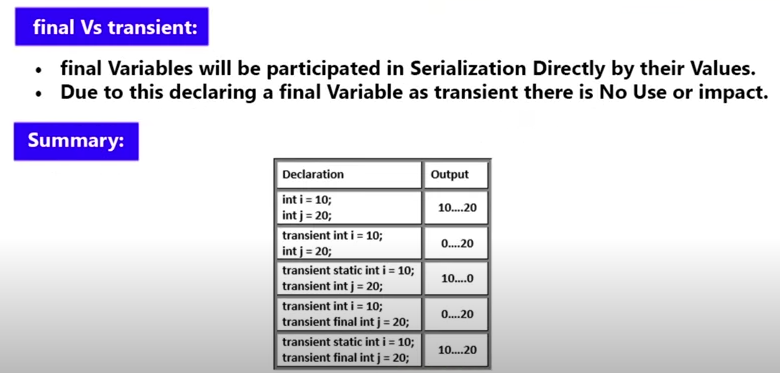 final Vs transient:
• final Variables will be participated in Serialization Directly by their Values.
• Due to this declaring a final Variable as transient there is No Use or impact.
Summary:
Declaration Output
int i = 10;
int j = 20;
10....20
transient int i = 10;
int j = 20;
0....20
transient static int i = 10;
transient int j = 20;
10....0
transient int i = 10;
transient final int j = 20;
0....20
transient static int i = 10;
transient final int j = 20;
10....20